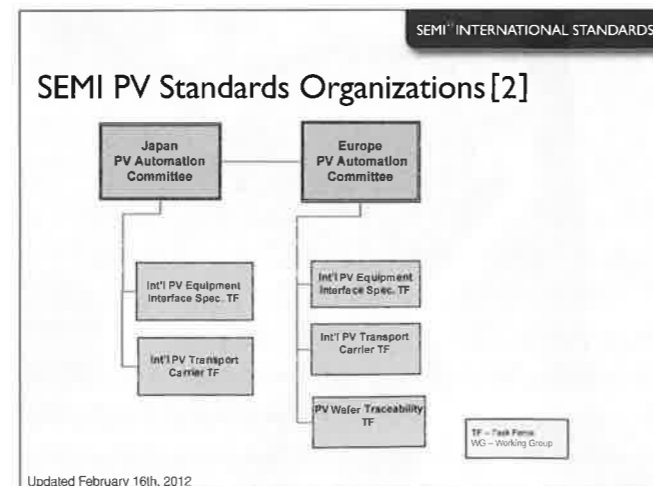 SEMI® INTERNATIONAL STANDARDS
SEMI PV Standards Organizations [2]
Japan
PV Automation
Committee
Europe
PV Automation
Committee
Int'l PV Equipment
Interface Spec. TF
Int'l PV Transport
Carrier TF
Int'l PV Equipment
Interface Spec. TF
Int'l PV Transport
Carrier TF
PV Wafer Traceability
TF
TF – Task Force
WG – Working Group
Updated February 16th, 2012